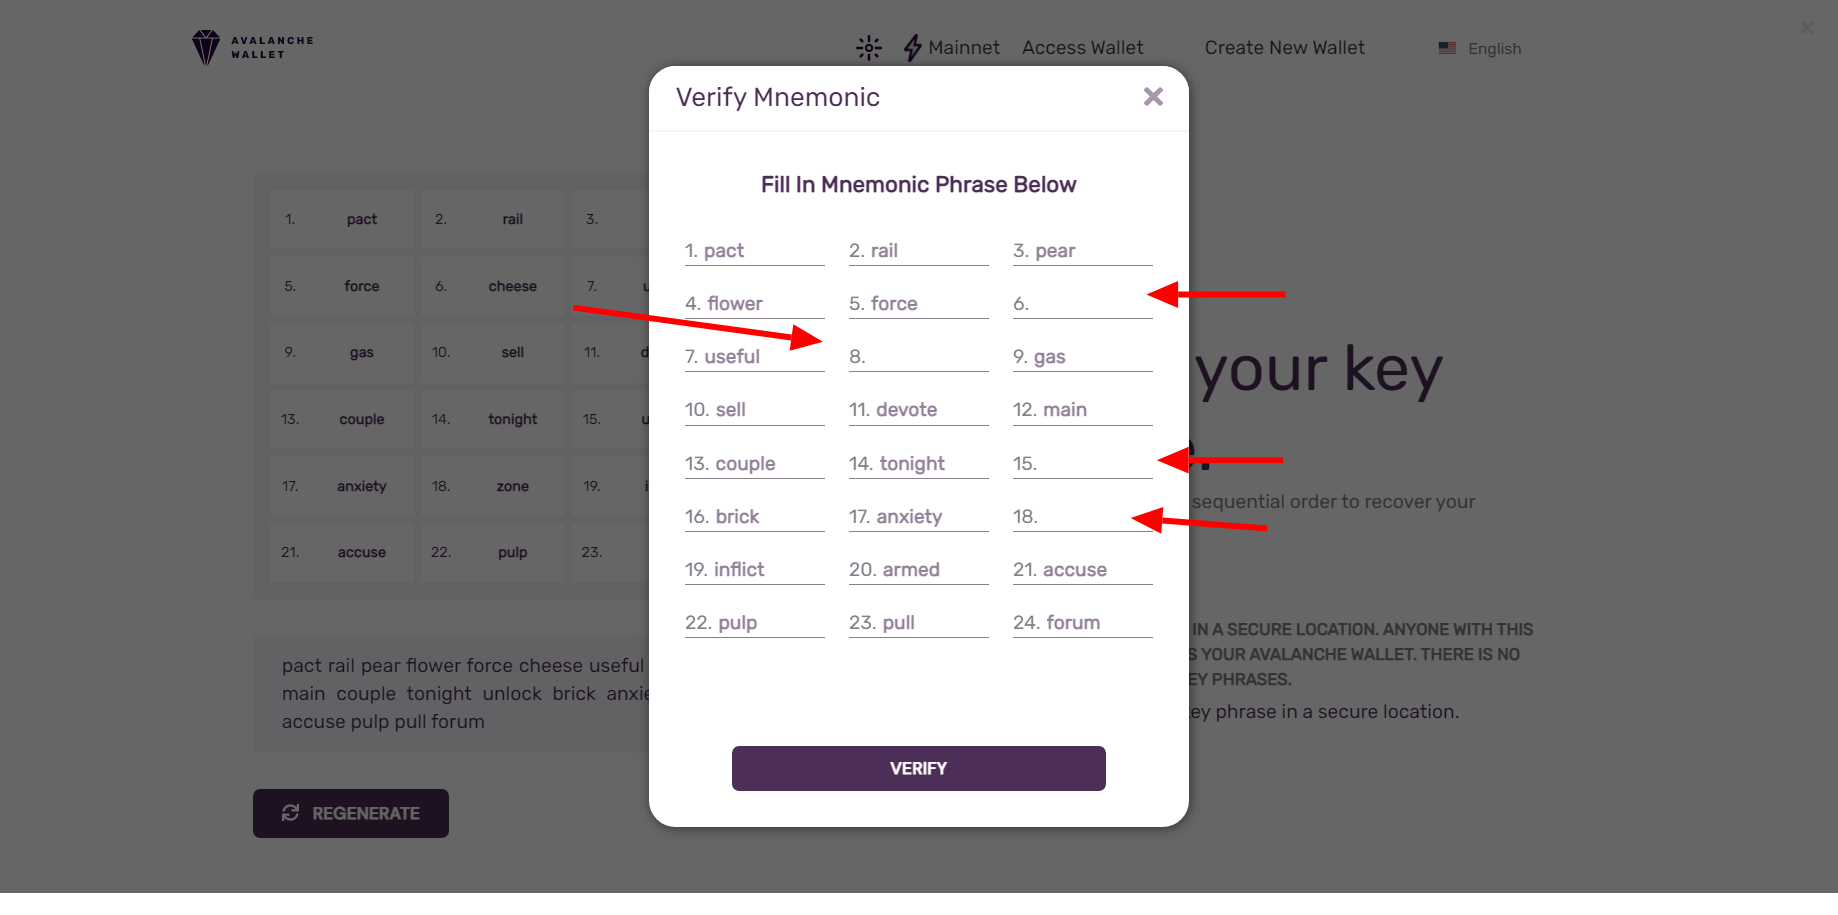 AVALANCHE
WALLET
Mainnet Access Wallet Create New Wallet English
Verify Mnemonic
Fill In Mnemonic Phrase Below
1. pact 2. rail 3. pear
4. flower 5. force 6.
7. useful 8. 9. gas
10. sell 11. devote 12. main
13. couple 14. tonight 15.
16. brick 17. anxiety 18.
19. inflict 20. armed 21. accuse
22. pulp 23. pull 24. forum
VERIFY
1. pact 2. rail 3.
5. force 6. cheese 7.
9. gas 10. sell 11.
13. couple 14. tonight 15.
17. anxiety 18. zone 19.
21. accuse 22. pulp 23.
pact rail pear flower force cheese useful
main couple tonight unlock brick
accuse pulp pull forum
REGENERATE
your key
sequential order to recover your
IN A SECURE LOCATION. ANYONE WITH THIS
YOUR AVALANCHE WALLET. THERE IS NO
PHRASES.
phrase in a secure location.